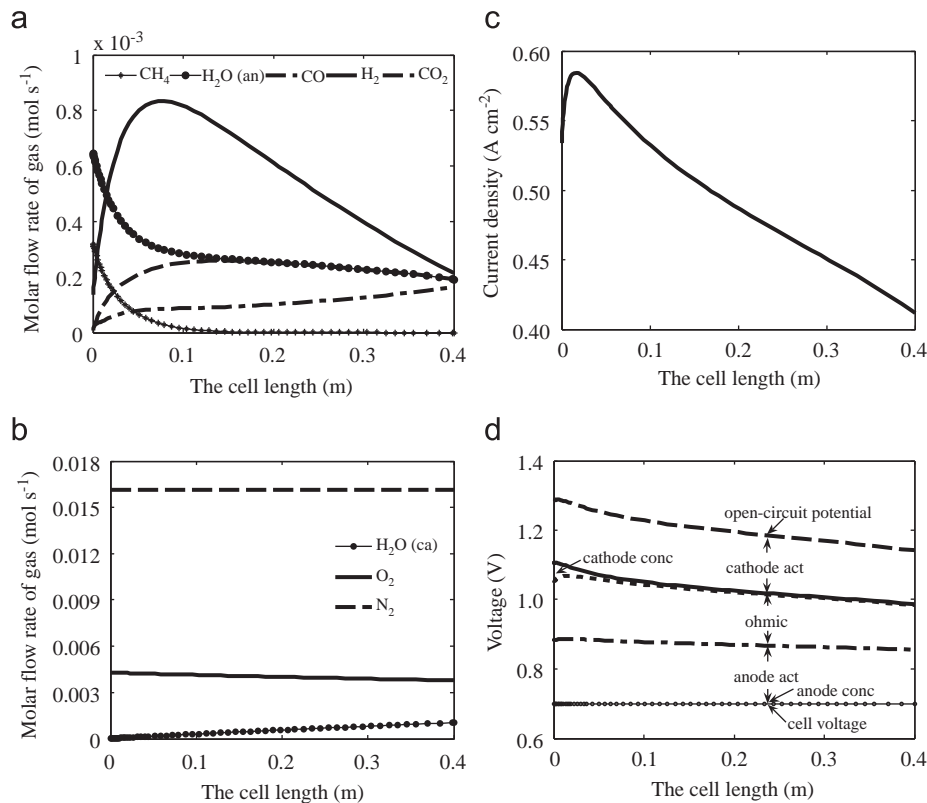 a
x 10⁻³
1
0.8
0.6
0.4
0.2
0
CH₄ H₂O (an) CO H₂ CO₂
Molar flow rate of gas (mol s⁻¹)
0 0.1 0.2 0.3 0.4
The cell length (m)
c
0.60
0.55
0.50
0.45
0.40
Current density (A cm⁻²)
0 0.1 0.2 0.3 0.4
The cell length (m)
b
0.018
0.015
0.012
0.009
0.006
0.003
0
Molar flow rate of gas (mol s⁻¹)
H₂O (ca)
O₂
N₂
0 0.1 0.2 0.3 0.4
The cell length (m)
d
1.4
1.2
1.0
0.8
0.6
Voltage (V)
open-circuit potential
cathode conc
cathode act
ohmic
anode act
anode conc
cell voltage
0 0.1 0.2 0.3 0.4
The cell length (m)